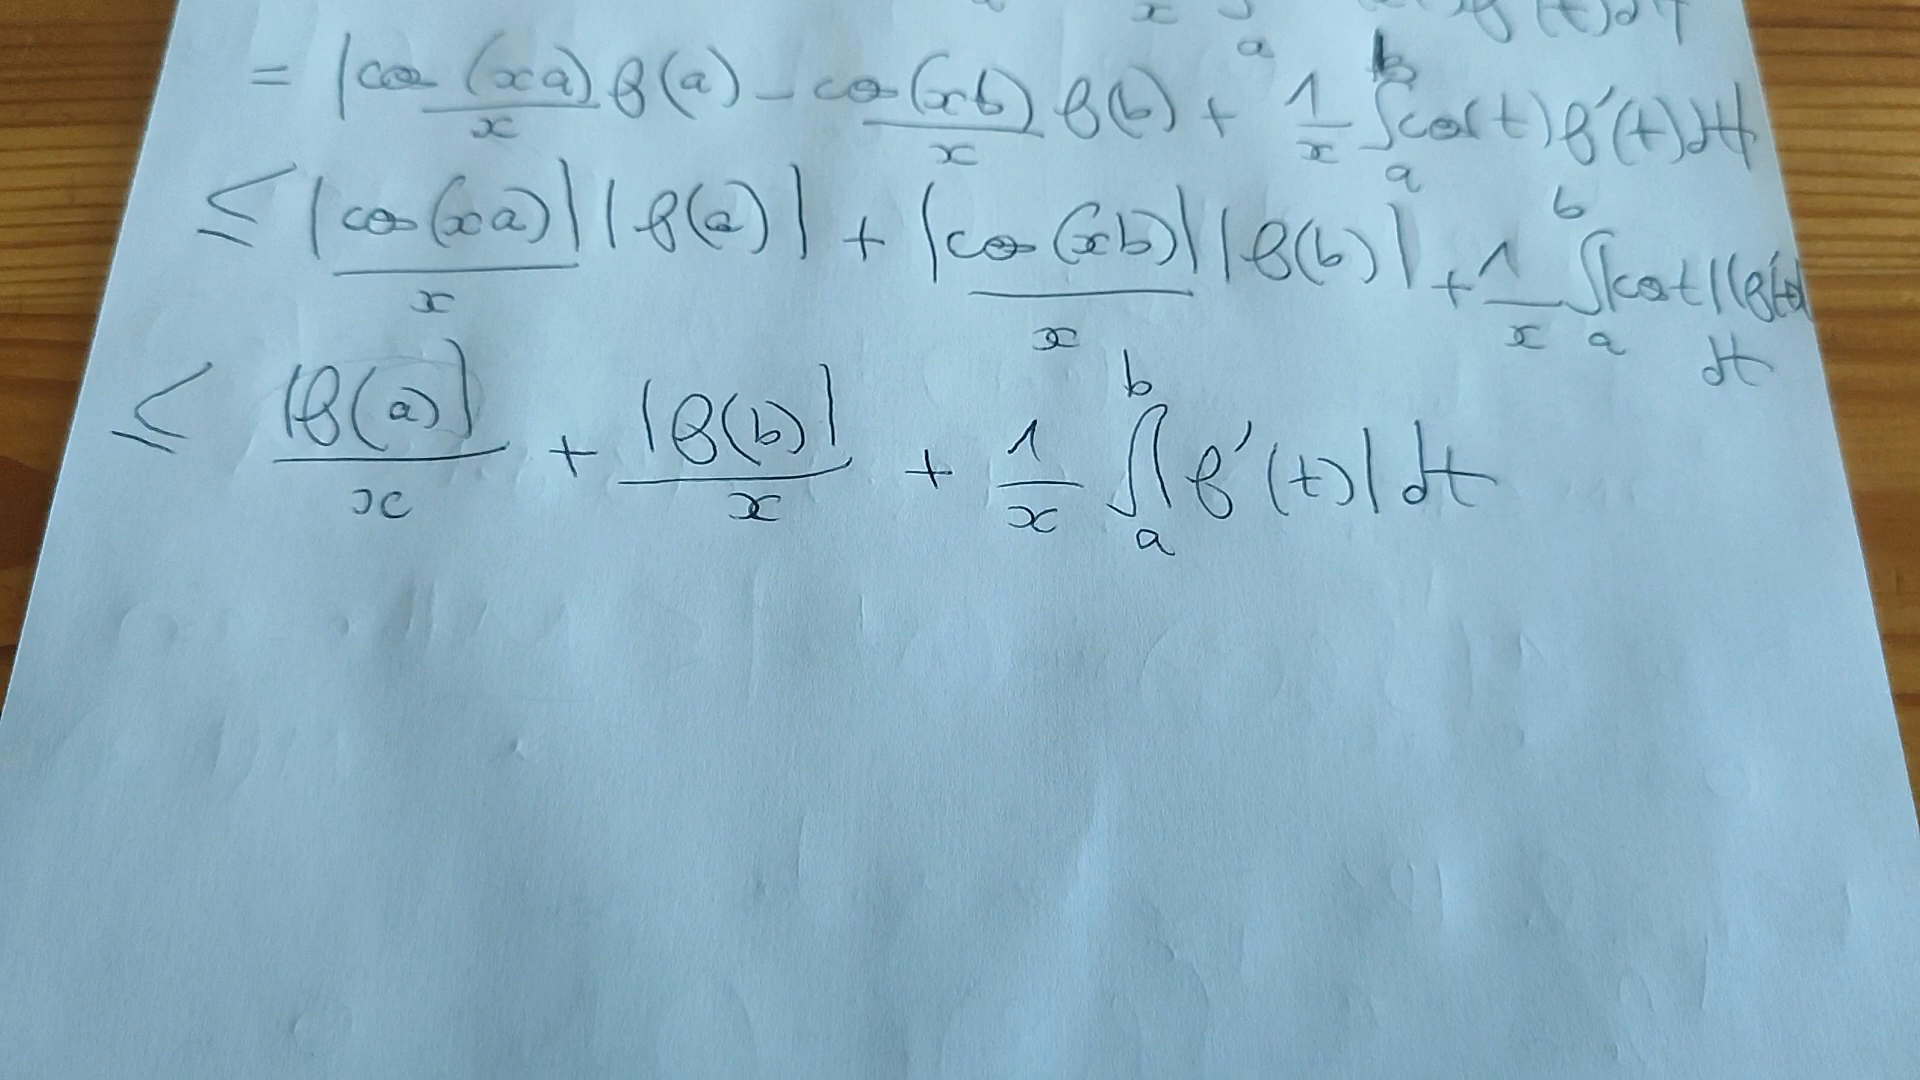 = |cos(xa)/x f(a) - cos(xb)/x f(b) + 1/x ∫_a^b cos(t) f'(t)dt|
≤ |cos(xa)|/x |f(a)| + |cos(xb)|/x |f(b)| + 1/x ∫_a^b |cos t| |f'(t)| dt
≤ |f(a)|/x + |f(b)|/x + 1/x ∫_a^b |f'(t)| dt